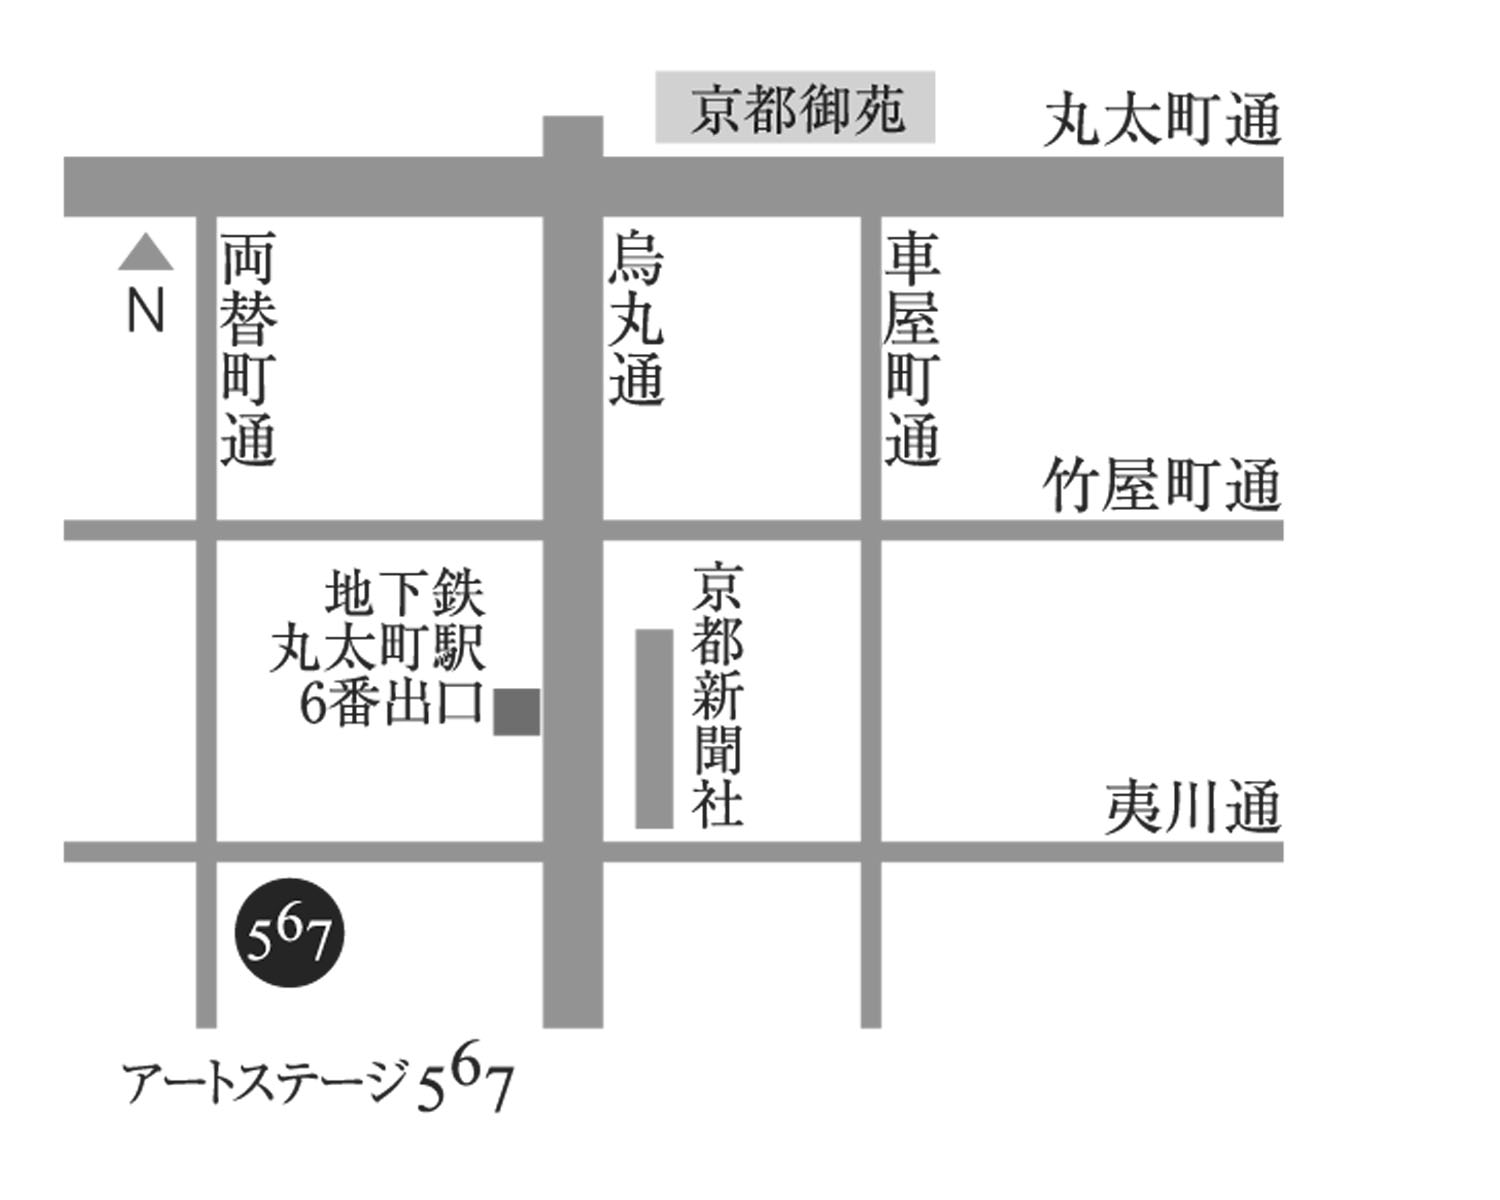 京都御苑
丸太町通
N
両替町通
烏丸通
車屋町通
竹屋町通
地下鉄
丸太町駅
6番出口
京都新聞社
夷川通
567
アートステージ567